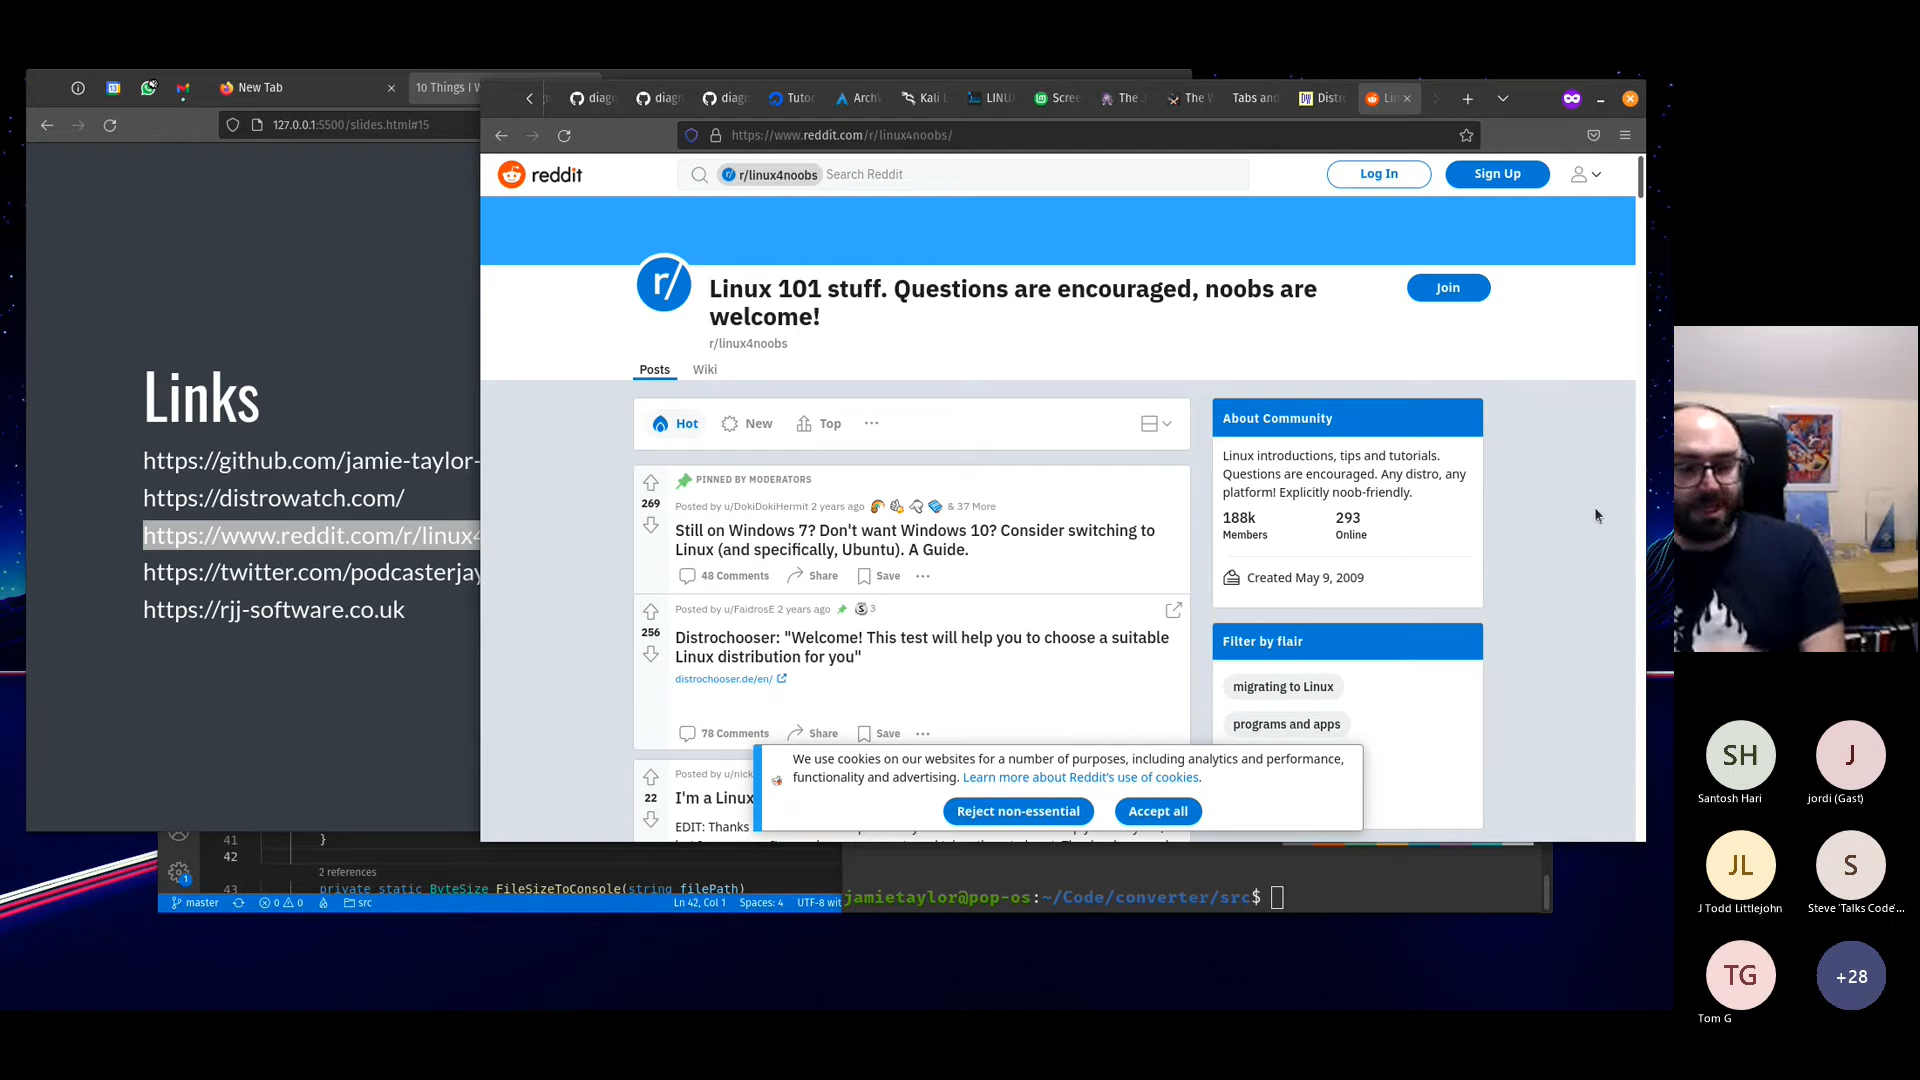 New Tab
10 Things I W
127.0.0.1:5500/slides.html#15
diagn
diagn
diagn
Tutor
Kali L
LINUX
Scree
The
The
Tabs and
Distr
Lin
https://www.reddit.com/r/linux4noobs/
reddit
r/linux4noobs
Search Reddit
Log In
Sign Up
r/
Linux 101 stuff. Questions are encouraged, noobs are
welcome!
Join
r/linux4noobs
Posts
Wiki
Links
https://github.com/jamie-taylor-
https://distrowatch.com/
https://www.reddit.com/r/linux4
https://twitter.com/podcasterjay
https://rjj-software.co.uk
Hot
New
Top
PINNED BY MODERATORS
269
Posted by u/DokiDokiHermit 2 years ago
& 37 More
Still on Windows 7? Don't want Windows 10? Consider switching to
Linux (and specifically, Ubuntu). A Guide.
48 Comments
Share
Save
Posted by u/FaidrosE 2 years ago
3
256
Distrochooser: "Welcome! This test will help you to choose a suitable
Linux distribution for you"
distrochooser.de/en/
78 Comments
Share
Save
Posted by u/nick
22
I'm a Linux
EDIT: Thanks
About Community
Linux introductions, tips and tutorials.
Questions are encouraged. Any distro, any
platform! Explicitly noob-friendly.
188k
293
Members
Online
Created May 9, 2009
Filter by flair
migrating to Linux
programs and apps
We use cookies on our websites for a number of purposes, including analytics and performance,
functionality and advertising. Learn more about Reddit's use of cookies.
Reject non-essential
Accept all
41
}
42
2 references
43
private static ByteSize FileSizeToConsole(string filePath)
1
master
0
0
src
Ln 42, Col 1
Spaces: 4
UTF-8 wit
jamietaylor@pop-os:~/Code/converter/src$
SH
Santosh Hari
J
jordi (Gast)
JL
J Todd Littlejohn
S
Steve 'Talks Code'...
TG
Tom G
+28